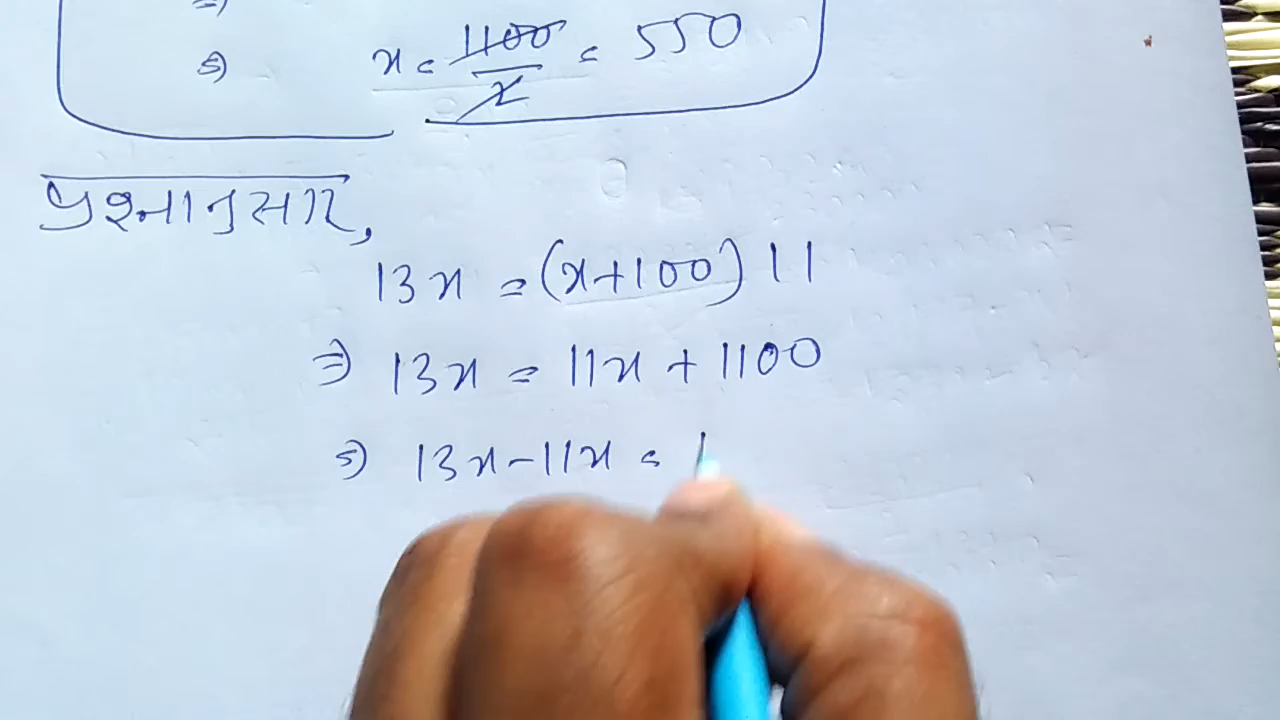 ⇒) x = 1100/2 = 550
प्रश्नानुसार,
13x = (x+100) 11
⇒) 13x = 11x + 1100
⇒) 13x - 11x = 1